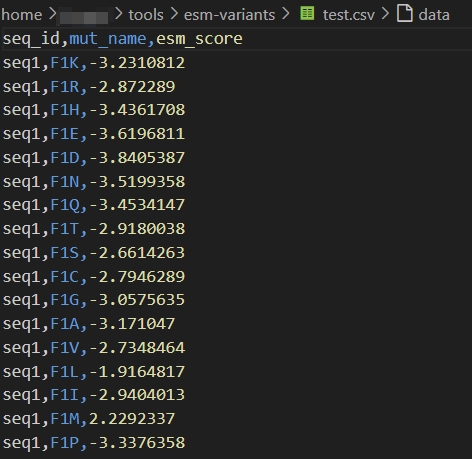 home > tools > esm-variants > test.csv > data
seq_id,mut_name,esm_score
seq1,F1K,-3.2310812
seq1,F1R,-2.872289
seq1,F1H,-3.4361708
seq1,F1E,-3.6196811
seq1,F1D,-3.8405387
seq1,F1N,-3.5199358
seq1,F1Q,-3.4534147
seq1,F1T,-2.9180038
seq1,F1S,-2.6614263
seq1,F1C,-2.7946289
seq1,F1G,-3.0575635
seq1,F1A,-3.171047
seq1,F1V,-2.7348464
seq1,F1L,-1.9164817
seq1,F1I,-2.9404013
seq1,F1M,2.2292337
seq1,F1P,-3.3376358